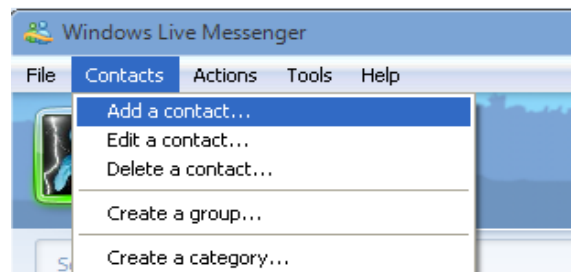 Windows Live Messenger
File Contacts Actions Tools Help
Add a contact...
Edit a contact...
Delete a contact...
Create a group...
Create a category...